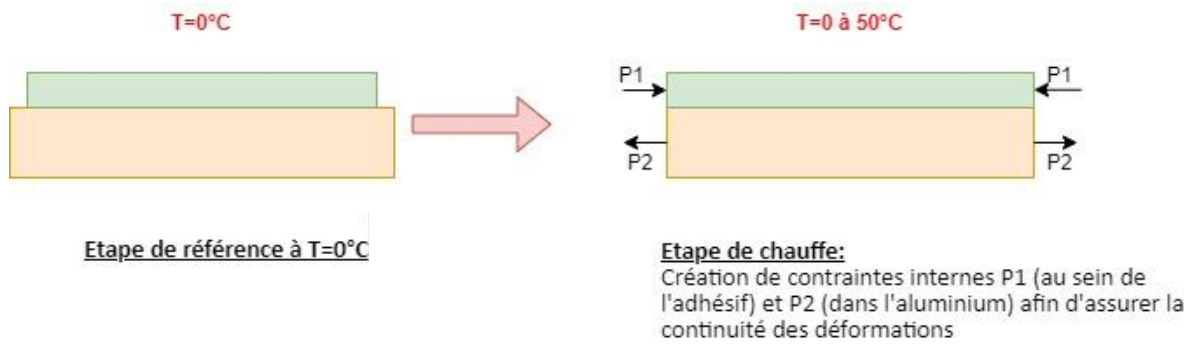 T=0°C
T=0 à 50°C
P1
P1
P2
P2
Etape de référence à T=0°C
Etape de chauffe:
Création de contraintes internes P1 (au sein de
l'adhésif) et P2 (dans l'aluminium) afin d'assurer la
continuité des déformations